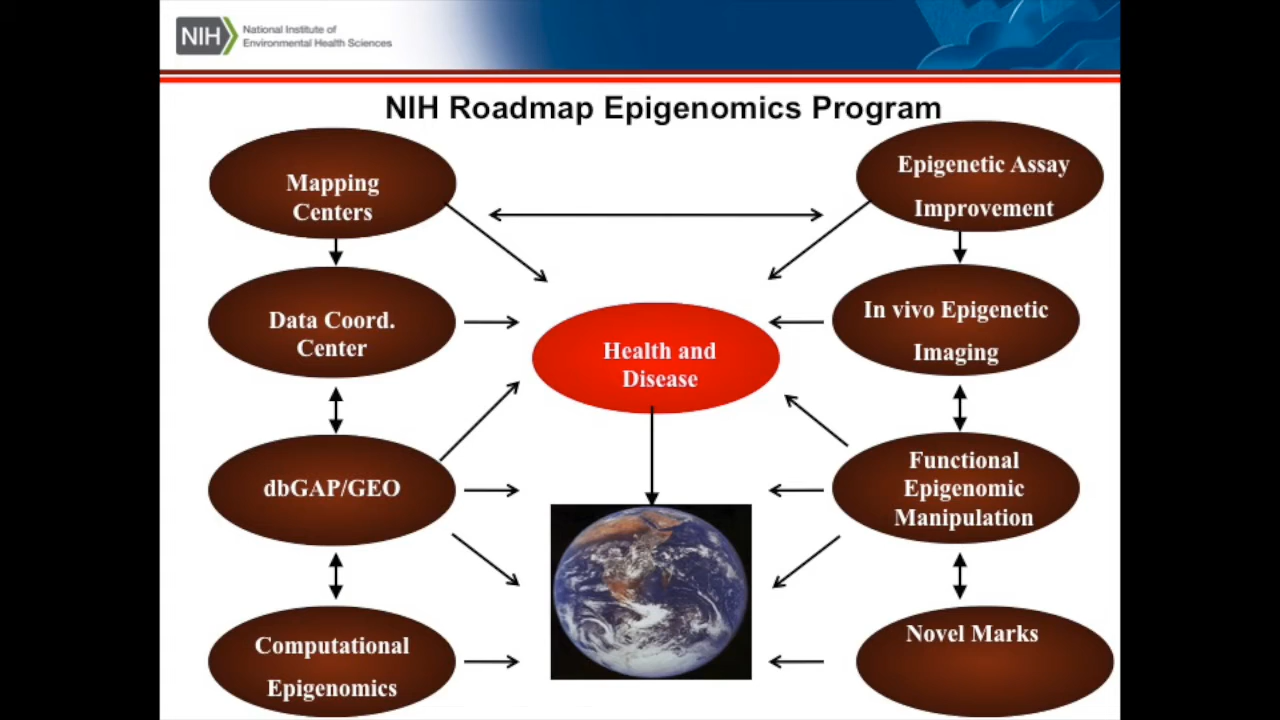 NIH
National Institute of
Environmental Health Sciences
NIH Roadmap Epigenomics Program
Mapping
Centers
Epigenetic Assay
Improvement
Data Coord.
Center
In vivo Epigenetic
Imaging
Health and
Disease
dbGAP/GEO
Functional
Epigenomic
Manipulation
Computational
Epigenomics
Novel Marks